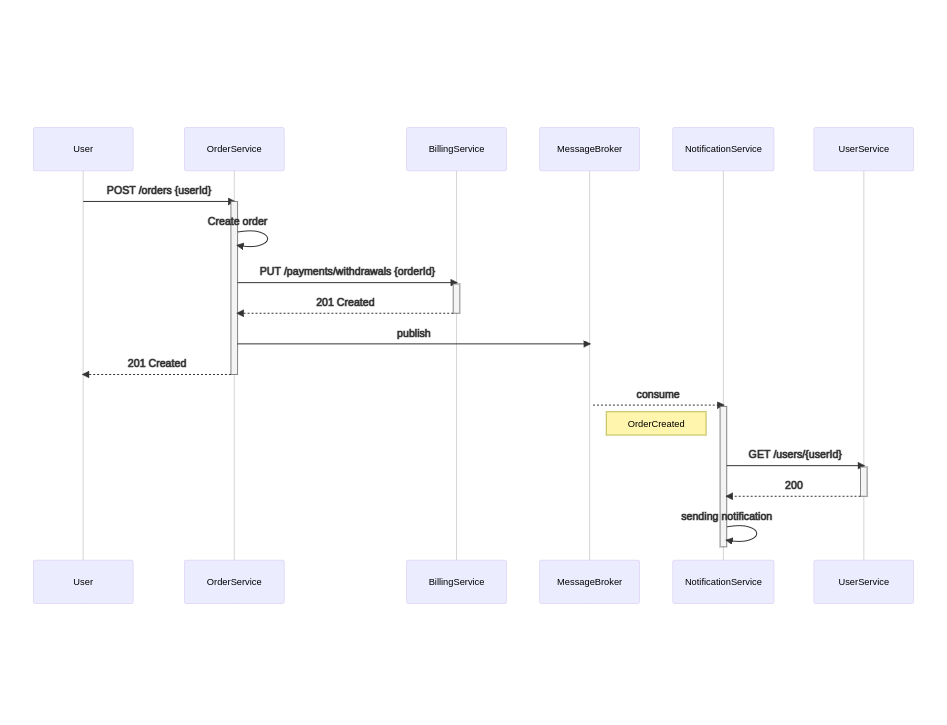 User
OrderService
BillingService
MessageBroker
NotificationService
UserService
POST /orders {userId}
Create order
PUT /payments/withdrawals {orderId}
201 Created
publish
201 Created
consume
OrderCreated
GET /users/{userId}
200
sending notification
User
OrderService
BillingService
MessageBroker
NotificationService
UserService